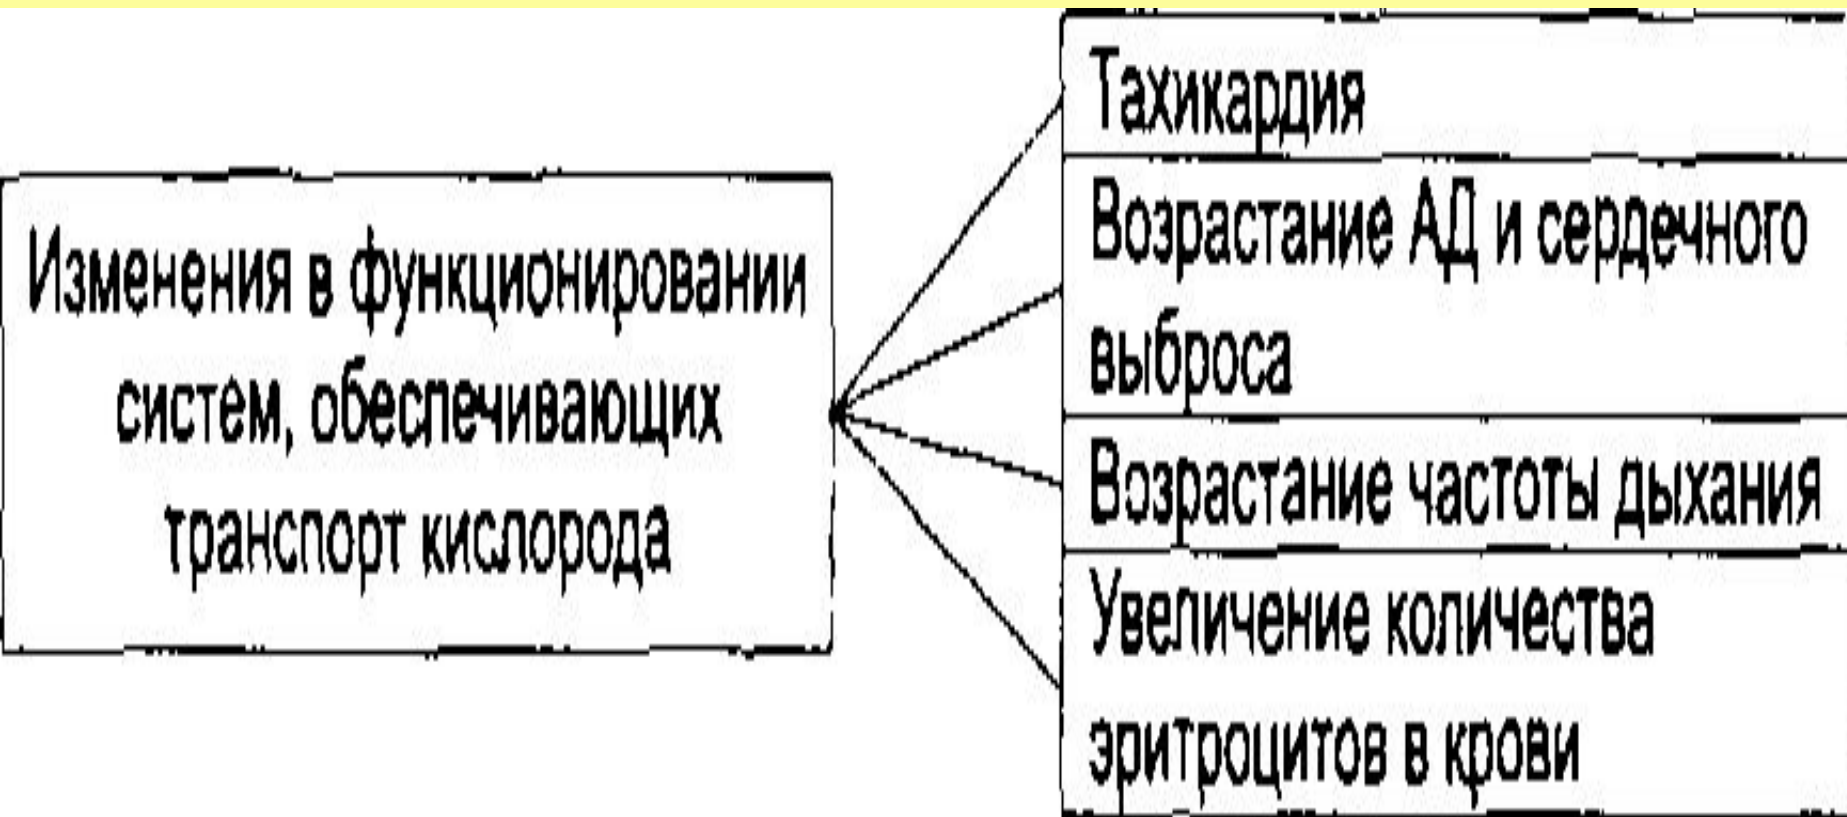 Изменения в функционировании
систем, обеспечивающих
транспорт кислорода
Тахикардия
Возрастание АД и сердечного
выброса
Возрастание частоты дыхания
Увеличение количества
эритроцитов в крови